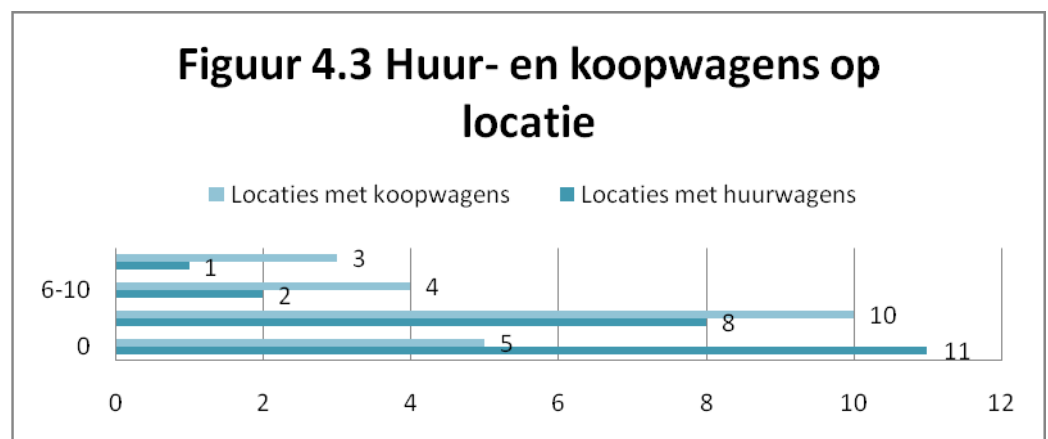 Figuur 4.3 Huur- en koopwagens op
locatie
Locaties met koopwagens Locaties met huurwagens
3
1
6-10 4
2
10
8
0 5
11
0 2 4 6 8 10 12